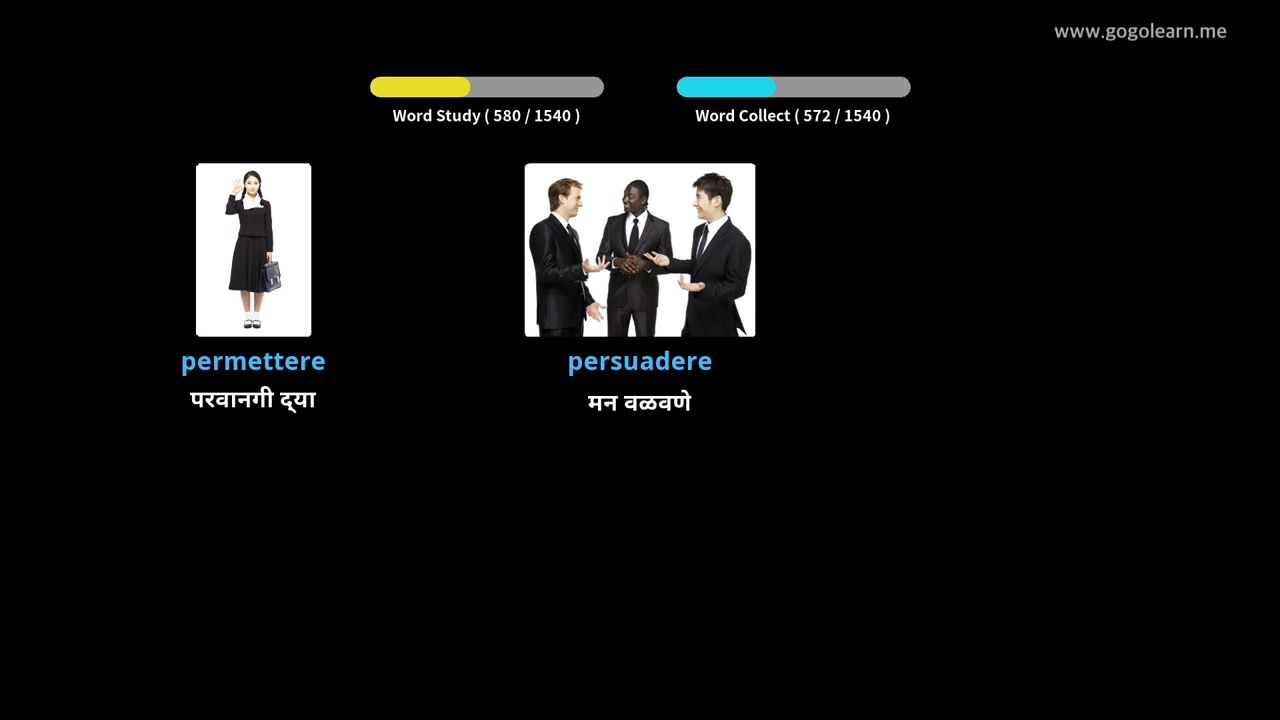 www.gogolearn.me
Word Study ( 580 / 1540 )
Word Collect ( 572 / 1540 )
permettere
परवानगी द्‌या
persuadere
मन वळवणे